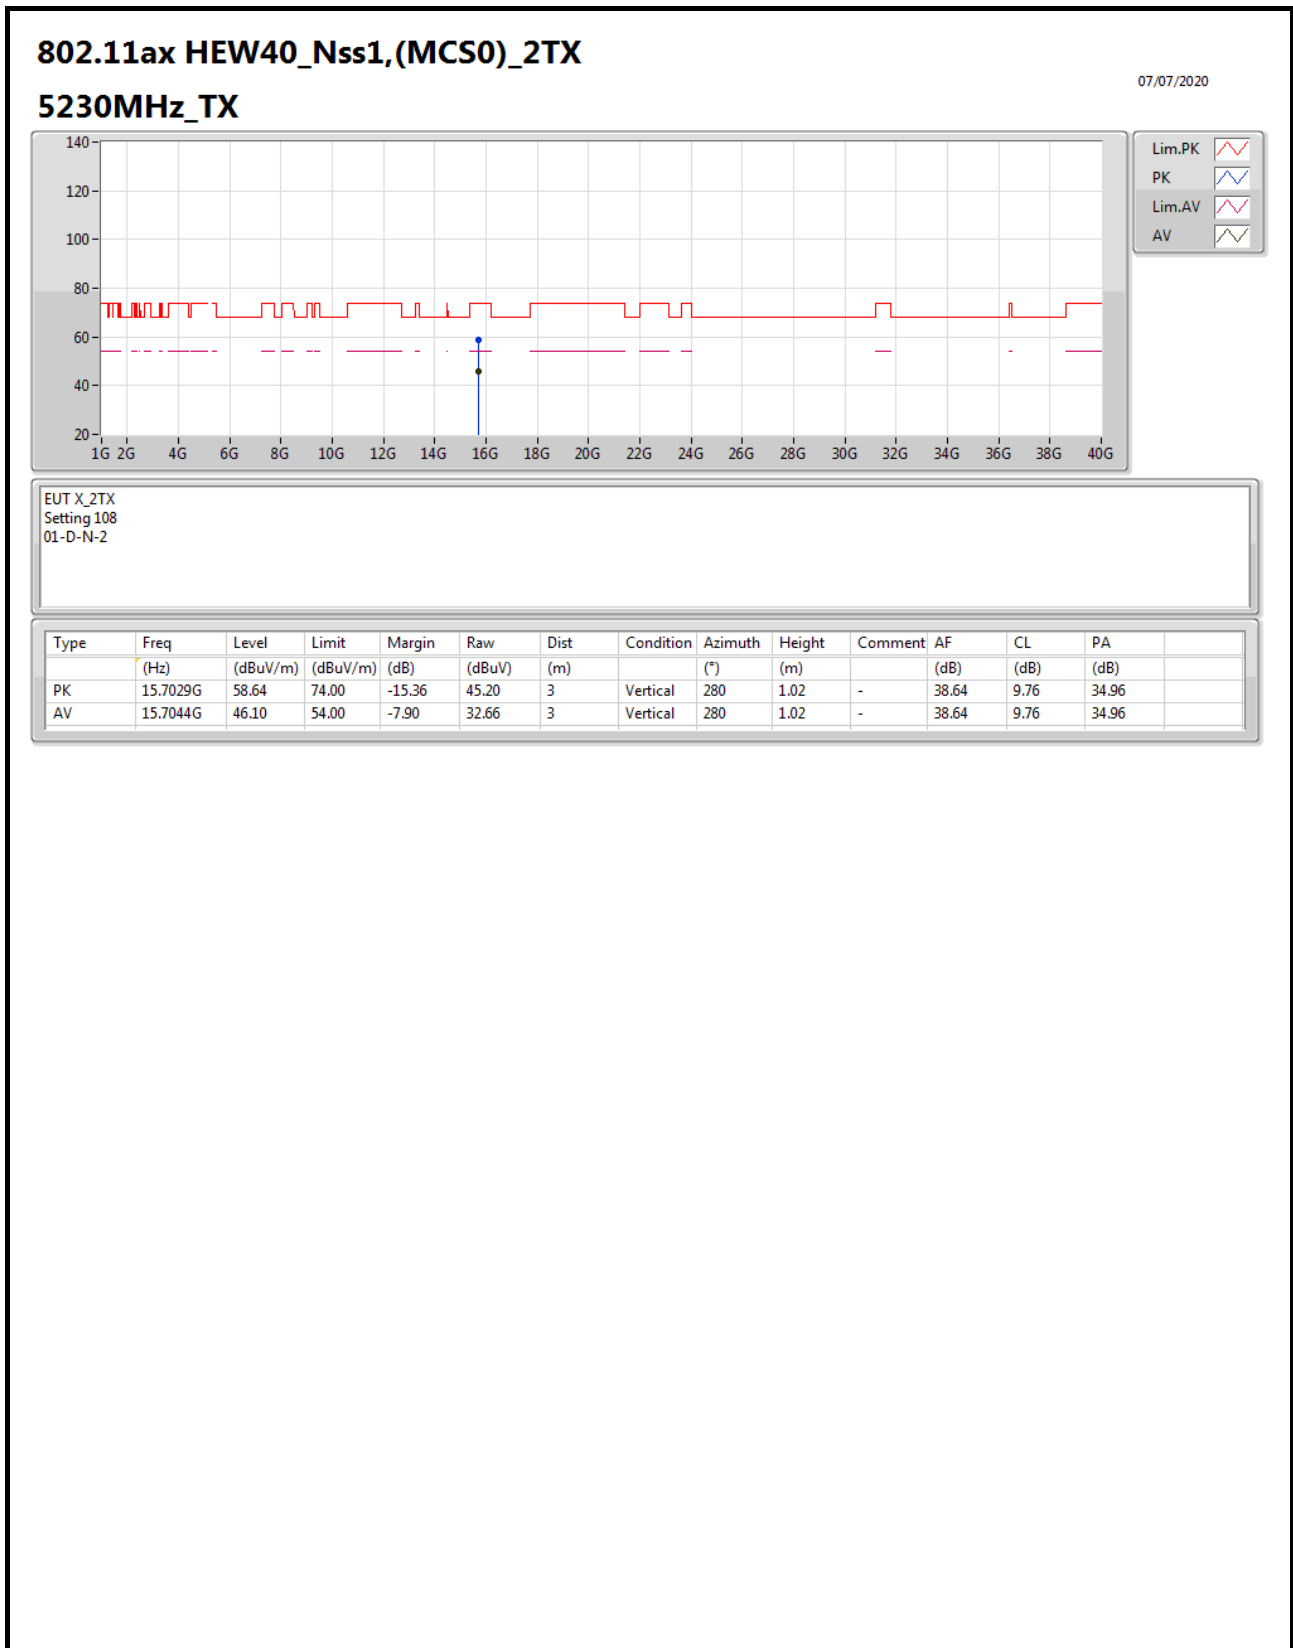 802.11ax HEW40_Nss1,(MCS0)_2TX
07/07/2020
5230MHz_TX
140
120
100
80
60
40
20
1G 2G 4G 6G 8G 10G 12G 14G 16G 18G 20G 22G 24G 26G 28G 30G 32G 34G 36G 38G 40G
Lim.PK
PK
Lim.AV
AV
EUT X_2TX
Setting 108
01-D-N-2
Type Freq Level Limit Margin Raw Dist Condition Azimuth Height Comment AF CL PA
(Hz) (dBuV/m) (dBuV/m) (dB) (dBuV) (m) (°) (m) (dB) (dB) (dB)
PK 15.7029G 58.64 74.00 -15.36 45.20 3 Vertical 280 1.02 - 38.64 9.76 34.96
AV 15.7044G 46.10 54.00 -7.90 32.66 3 Vertical 280 1.02 - 38.64 9.76 34.96